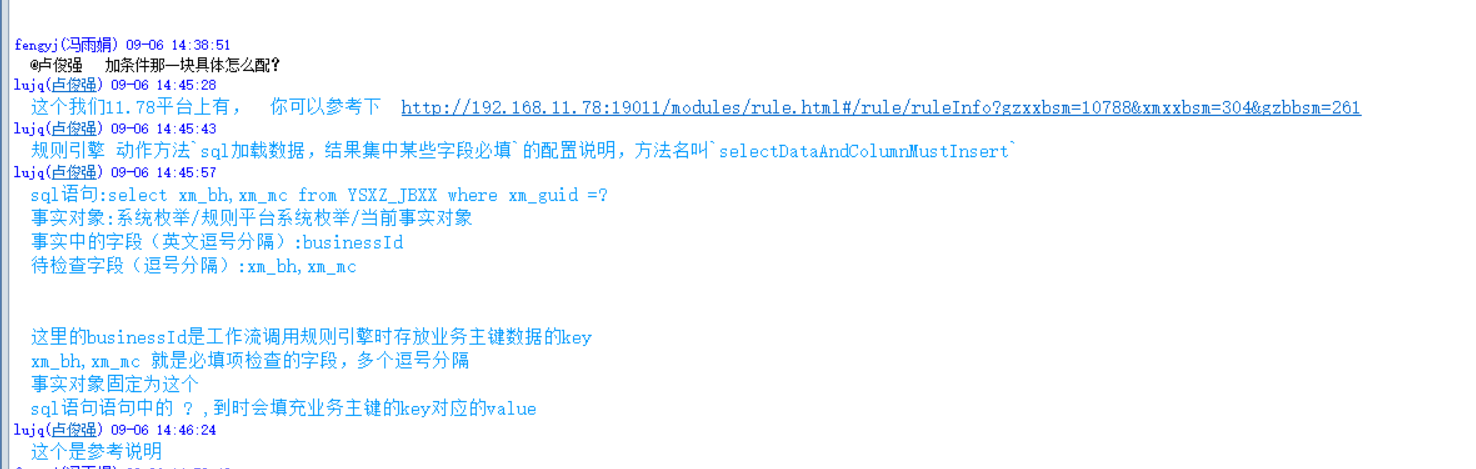 fengyj(冯雨娟) 09-06 14:38:51
@卢俊强 加条件那一块具体怎么配?
lujq(卢俊强) 09-06 14:45:28
这个我们11.78平台上有， 你可以参考下 http://192.168.11.78:19011/modules/rule.html#/rule/ruleInfo?gzxxbsm=10788&xmxxbsm=304&gzbbsm=261
lujq(卢俊强) 09-06 14:45:43
规则引擎 动作方法`sql加载数据，结果集中某些字段必填`的配置说明，方法名叫`selectDataAndColumnMustInsert`
lujq(卢俊强) 09-06 14:45:57
sql语句:select xm_bh,xm_mc from YSXZ_JBXX where xm_guid =?
事实对象:系统枚举/规则平台系统枚举/当前事实对象
事实中的字段（英文逗号分隔）:businessId
待检查字段（逗号分隔）:xm_bh,xm_mc
这里的businessId是工作流调用规则引擎时存放业务主键数据的key
xm_bh,xm_mc 就是必填项检查的字段，多个逗号分隔
事实对象固定为这个
sql语句语句中的 ? ,到时会填充业务主键的key对应的value
lujq(卢俊强) 09-06 14:46:24
这个是参考说明